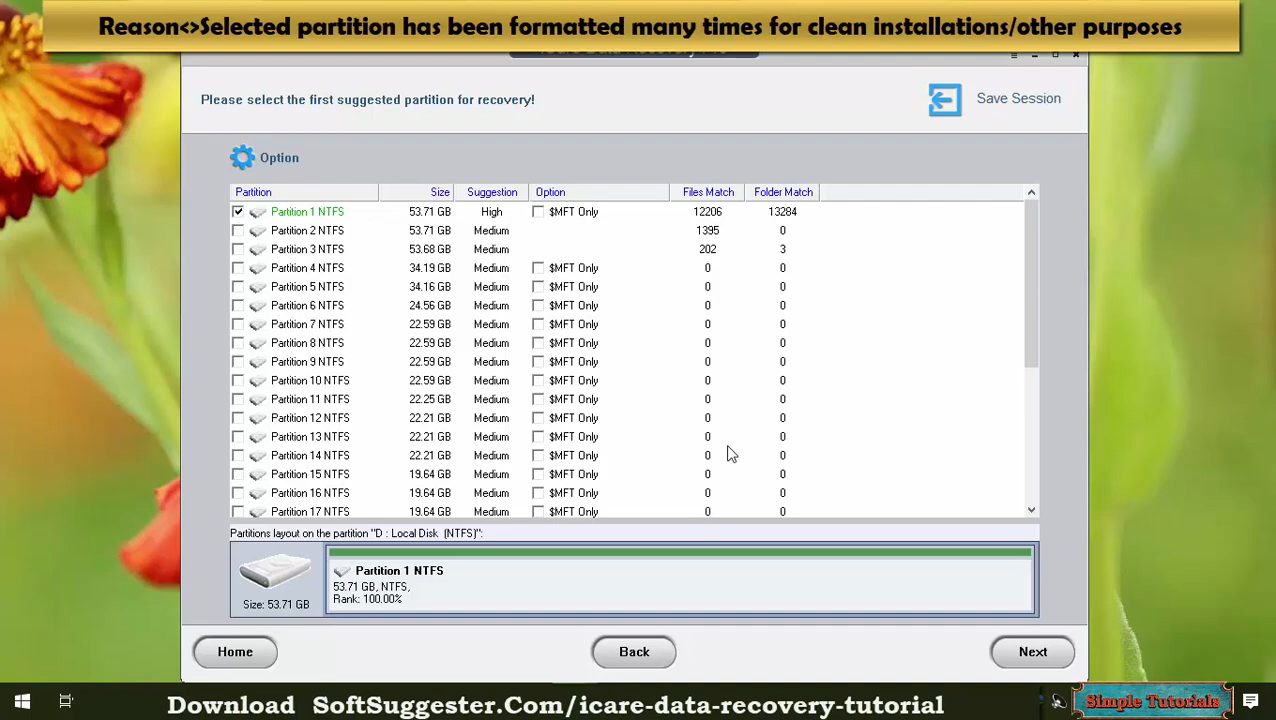 Reason<>Selected partition has been formatted many times for clean installations/other purposes
Please select the first suggested partition for recovery!
Save Session
Option
Partition Size Suggestion Option Files Match Folder Match
Partition 1 NTFS 53.71 GB High $MFT Only 12206 13284
Partition 2 NTFS 53.71 GB Medium 1395 0
Partition 3 NTFS 53.68 GB Medium 202 3
Partition 4 NTFS 34.19 GB Medium $MFT Only 0 0
Partition 5 NTFS 34.16 GB Medium $MFT Only 0 0
Partition 6 NTFS 24.56 GB Medium $MFT Only 0 0
Partition 7 NTFS 22.59 GB Medium $MFT Only 0 0
Partition 8 NTFS 22.59 GB Medium $MFT Only 0 0
Partition 9 NTFS 22.59 GB Medium $MFT Only 0 0
Partition 10 NTFS 22.59 GB Medium $MFT Only 0 0
Partition 11 NTFS 22.25 GB Medium $MFT Only 0 0
Partition 12 NTFS 22.21 GB Medium $MFT Only 0 0
Partition 13 NTFS 22.21 GB Medium $MFT Only 0 0
Partition 14 NTFS 22.21 GB Medium $MFT Only 0 0
Partition 15 NTFS 19.64 GB Medium $MFT Only 0 0
Partition 16 NTFS 19.64 GB Medium $MFT Only 0 0
Partition 17 NTFS 19.64 GB Medium $MFT Only 0 0
Partitions layout on the partition "D : Local Disk (NTFS)":
Partition 1 NTFS
53.71 GB, NTFS,
Rank: 100.00%
Size: 53.71 GB
Home Back Next
Download SoftSuggester.Com/icare-data-recovery-tutorial
Simple Tutorials